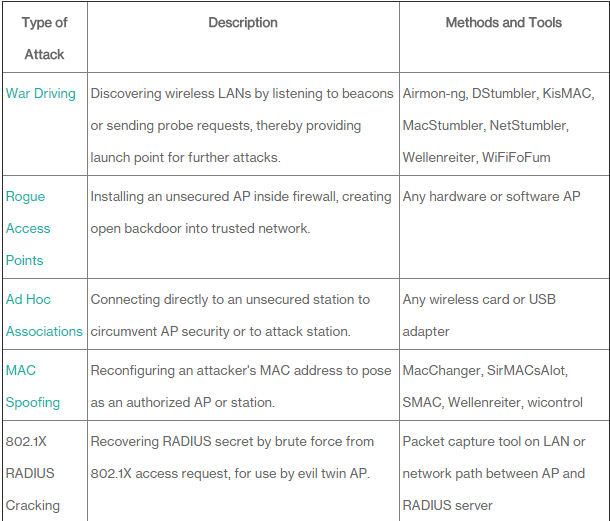 Type of Attack
Description
Methods and Tools
War Driving
Discovering wireless LANs by listening to beacons
or sending probe requests, thereby providing
launch point for further attacks.
Airmon-ng, DStumbler, KisMAC,
MacStumbler, NetStumbler,
Wellenreiter, WiFiFoFum
Rogue
Access
Points
Installing an unsecured AP inside firewall, creating
open backdoor into trusted network.
Any hardware or software AP
Ad Hoc
Associations
Connecting directly to an unsecured station to
circumvent AP security or to attack station.
Any wireless card or USB
adapter
MAC
Spoofing
Reconfiguring an attacker's MAC address to pose
as an authorized AP or station.
MacChanger, SirMACsAlot,
SMAC, Wellenreiter, wicontrol
802.1X
RADIUS
Cracking
Recovering RADIUS secret by brute force from
802.1X access request, for use by evil twin AP.
Packet capture tool on LAN or
network path between AP and
RADIUS server